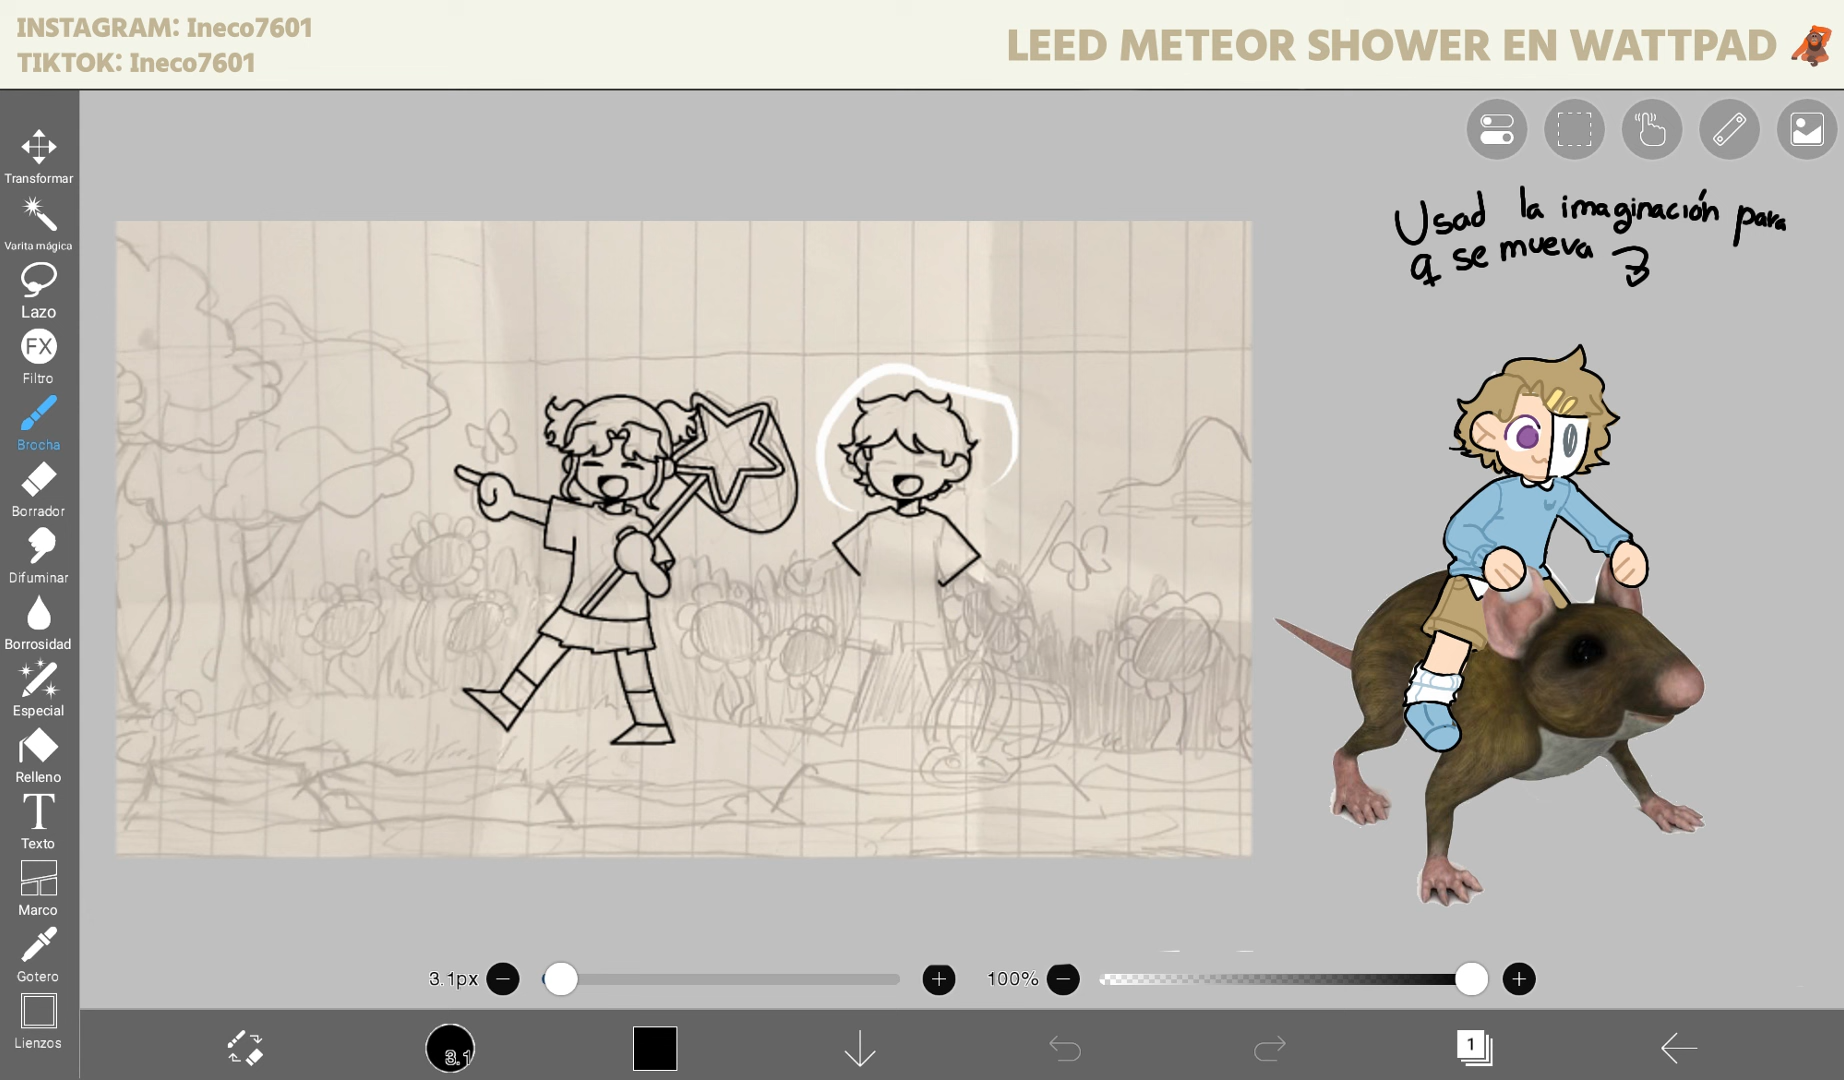 INSTAGRAM: Ineco7601
TIKTOK: Ineco7601
LEED METEOR SHOWER EN WATTPAD
Usad la imaginación para
q se mueva
Transformar
Varita mágica
Lazo
FX
Filtro
Brocha
Borrador
Difuminar
Borrosidad
Especial
Relleno
T
Texto
Marco
Gotero
Lienzos
3.1px
100%
3.1
1